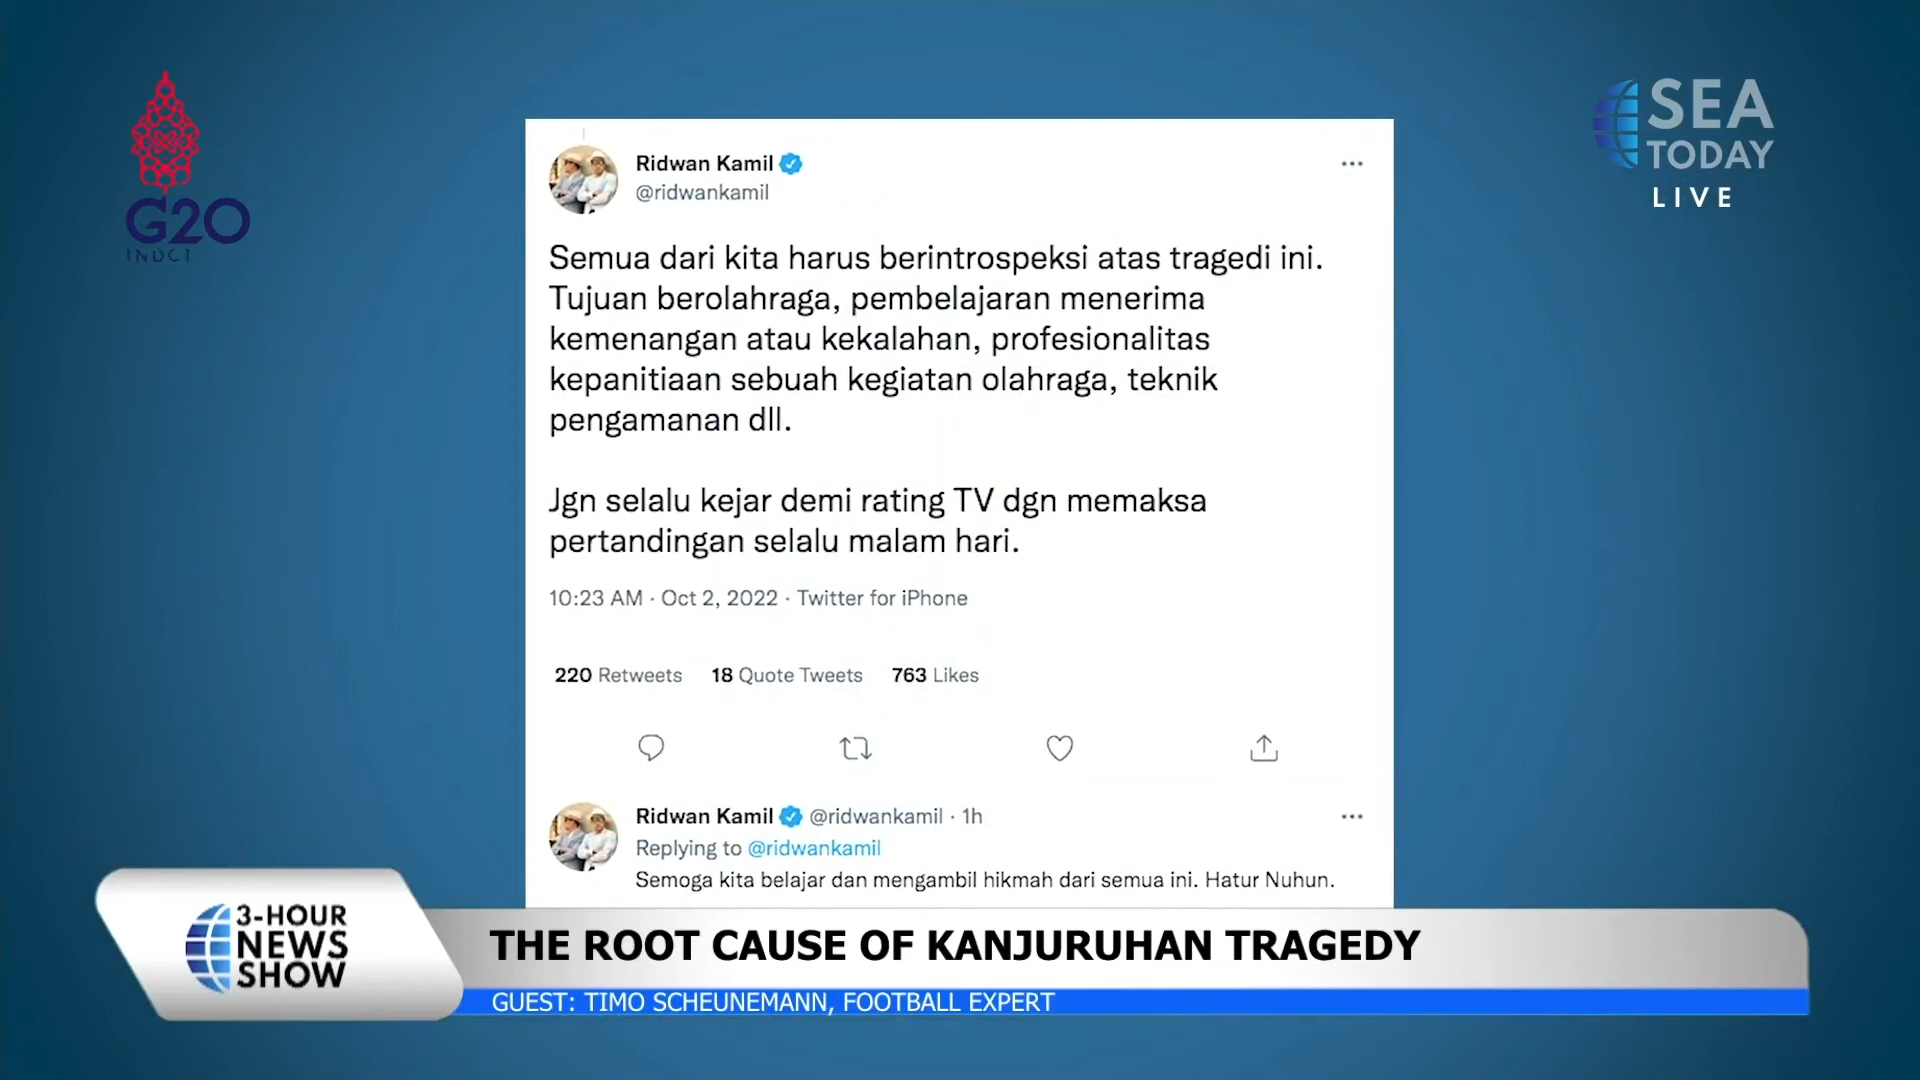 G20
SEA
TODAY
LIVE
Ridwan Kamil
@ridwankamil
Semua dari kita harus berintrospeksi atas tragedi ini.
Tujuan berolahraga, pembelajaran menerima
kemenangan atau kekalahan, profesionalitas
kepanitiaan sebuah kegiatan olahraga, teknik
pengamanan dll.
Jgn selalu kejar demi rating TV dgn memaksa
pertandingan selalu malam hari.
10:23 AM · Oct 2, 2022 · Twitter for iPhone
220 Retweets 18 Quote Tweets 763 Likes
Ridwan Kamil @ridwankamil · 1h
Replying to @ridwankamil
Semoga kita belajar dan mengambil hikmah dari semua ini. Hatur Nuhun.
3-HOUR
NEWS
SHOW
THE ROOT CAUSE OF KANJURUHAN TRAGEDY
GUEST: TIMO SCHEUNEMANN, FOOTBALL EXPERT